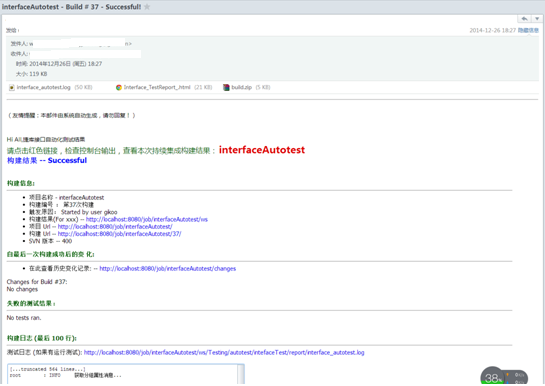 interfaceAutotest - Build # 37 - Successful!
发给：
2014-12-26 18:27 隐藏信息
发件人:
收件人:
时间: 2014年12月26日 (周五) 18:27
大小: 119 KB
interface_autotest.log (50 KB) Interface_TestReport_.html (21 KB) build.zip (5 KB)
（友情提醒：本邮件由系统自动生成，请勿回复！）
Hi All,搜索接口自动化测试结果
请点击红色链接，检查控制台输出，查看本次持续集成构建结果： interfaceAutotest
构建结果 -- Successful
构建信息:
项目名称 - interfaceAutotest
构建编号： 第37次构建
触发原因： Started by user gkoo
构建结果(For xxx) -- http://localhost:8080/job/interfaceAutotest/ws
项目 Url -- http://localhost:8080/job/interfaceAutotest/
构建 Url -- http://localhost:8080/job/interfaceAutotest/37/
SVN 版本 -- 400
自最后一次构建成功后的变 化:
在此查看历史变化记录: -- http://localhost:8080/job/interfaceAutotest/changes
Changes for Build #37:
No changes
失败的测试结果：
No tests ran.
构建日志 (最后 100 行):
测试日志 (如果有运行测试): http://localhost:8080/job/interfaceAutotest/ws/Testing/autotest/intefaceTest/report/interface_autotest.log
[...truncated 564 lines...]
root : INFO 获取分组属性消息...
38%